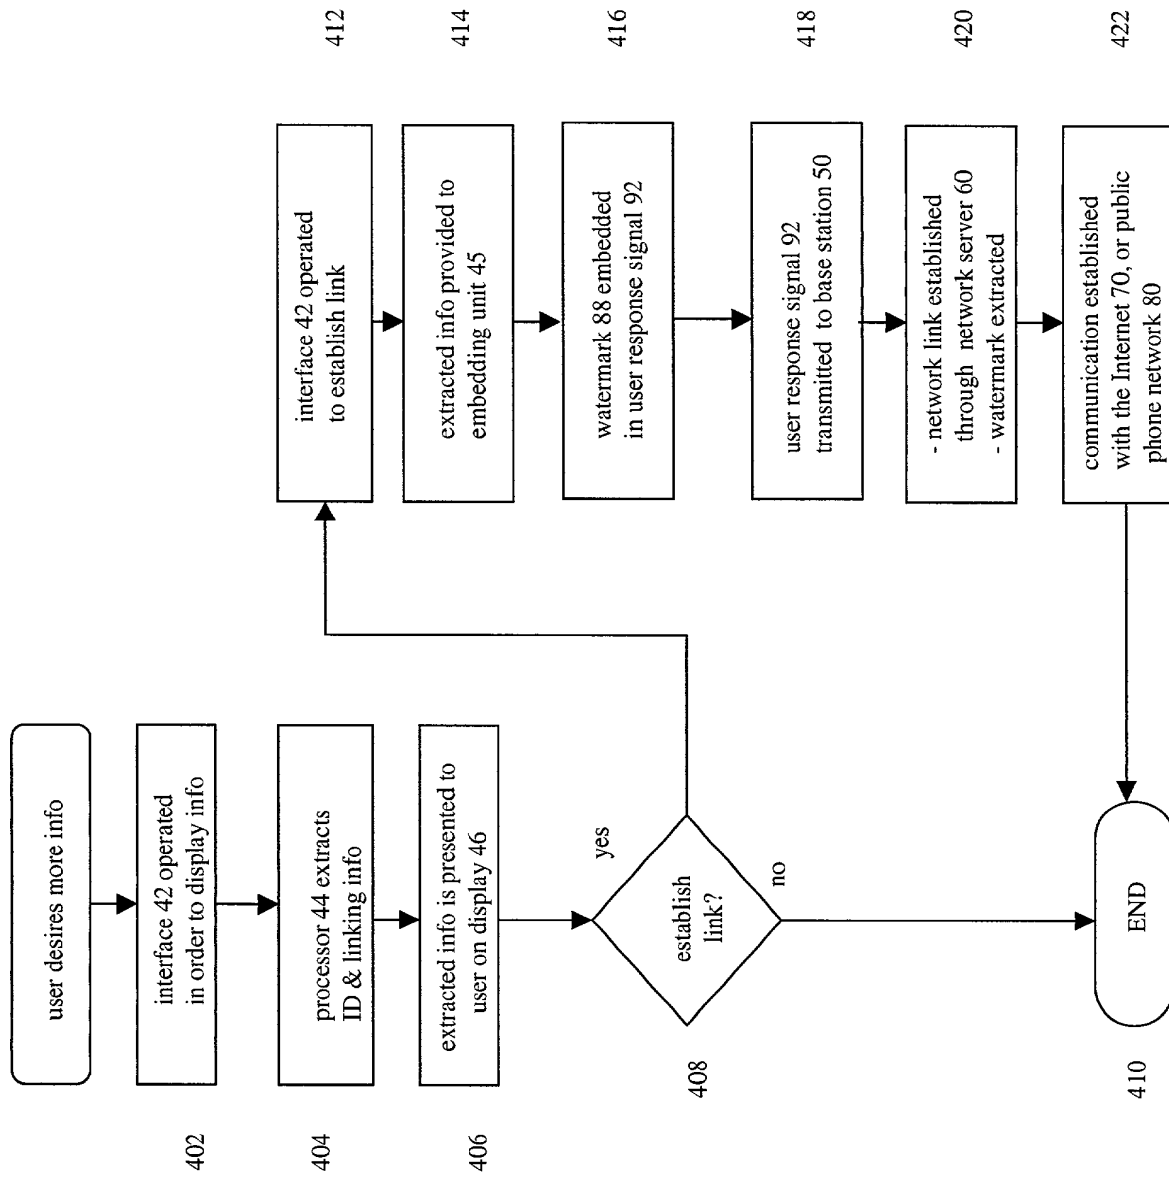 user desires more info
402
interface 42 operated
in order to display info
404
processor 44 extracts
ID & linking info
406
extracted info is presented to
user on display 46
408
establish
link?
yes
no
410
END
interface 42 operated
to establish link
412
extracted info provided to
embedding unit 45
414
watermark 88 embedded
in user response signal 92
416
user response signal 92
transmitted to base station 50
418
- network link established
through network server 60
- watermark extracted
420
communication established
with the Internet 70, or public
phone network 80
422